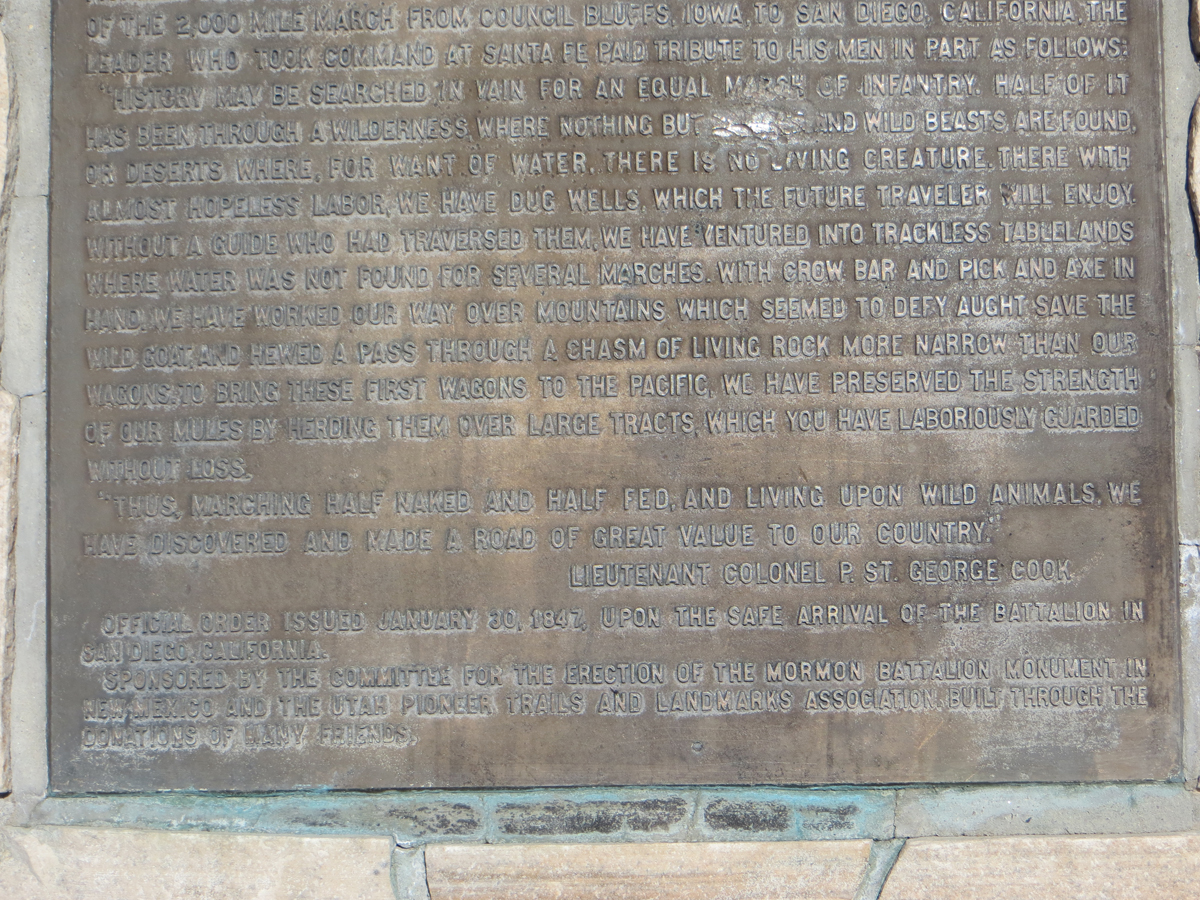 OF THE 2,000 MILE MARCH FROM COUNCIL BLUFFS, IOWA, TO SAN DIEGO, CALIFORNIA, THE
LEADER WHO TOOK COMMAND AT SANTA FE PAID TRIBUTE TO HIS MEN IN PART AS FOLLOWS:
"HISTORY MAY BE SEARCHED IN VAIN FOR AN EQUAL MARCH OF INFANTRY. HALF OF IT
HAS BEEN THROUGH A WILDERNESS, WHERE NOTHING BUT AND WILD BEASTS ARE FOUND,
OR DESERTS WHERE, FOR WANT OF WATER, THERE IS NO LIVING CREATURE. THERE WITH
ALMOST HOPELESS LABOR, WE HAVE DUG WELLS, WHICH THE FUTURE TRAVELER WILL ENJOY.
WITHOUT A GUIDE WHO HAD TRAVERSED THEM, WE HAVE VENTURED INTO TRACKLESS TABLELANDS
WHERE WATER WAS NOT FOUND FOR SEVERAL MARCHES. WITH CROW BAR AND PICK AND AXE IN
HAND, WE HAVE WORKED OUR WAY OVER MOUNTAINS WHICH SEEMED TO DEFY AUGHT SAVE THE
WILD GOAT, AND HEWED A PASS THROUGH A CHASM OF LIVING ROCK MORE NARROW THAN OUR
WAGONS. TO BRING THESE FIRST WAGONS TO THE PACIFIC, WE HAVE PRESERVED THE STRENGTH
OF OUR MULES BY HERDING THEM OVER LARGE TRACTS, WHICH YOU HAVE LABORIOUSLY GUARDED
WITHOUT LOSS.
"THUS, MARCHING HALF NAKED AND HALF FED, AND LIVING UPON WILD ANIMALS, WE
HAVE DISCOVERED AND MADE A ROAD OF GREAT VALUE TO OUR COUNTRY."
LIEUTENANT COLONEL P. ST. GEORGE COOK
OFFICIAL ORDER ISSUED JANUARY 30, 1847, UPON THE SAFE ARRIVAL OF THE BATTALION IN
SAN DIEGO, CALIFORNIA.
SPONSORED BY THE COMMITTEE FOR THE ERECTION OF THE MORMON BATTALION MONUMENT IN
NEW MEXICO AND THE UTAH PIONEER TRAILS AND LANDMARKS ASSOCIATION. BUILT THROUGH THE
DONATIONS OF MANY FRIENDS.